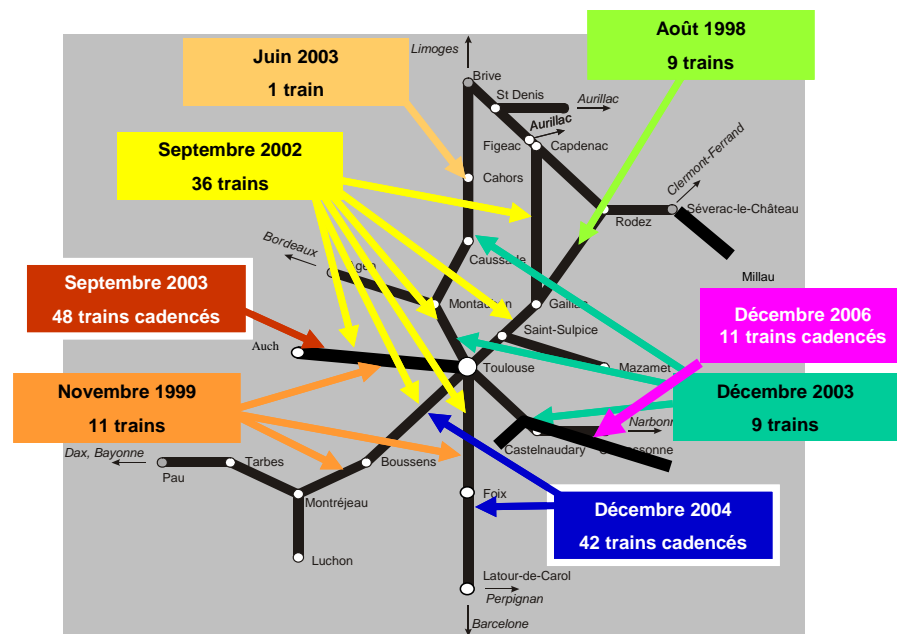 Août 1998
9 trains
Juin 2003
1 train
Limoges
Brive
St Denis
Aurillac
Aurillac
Figeac
Capdenac
Septembre 2002
36 trains
Cahors
Clermont-Ferrand
Rodez
Séverac-le-Château
Bordeaux
Caussade
Millau
Septembre 2003
48 trains cadencés
Montauban
Gaillac
Saint-Sulpice
Décembre 2006
11 trains cadencés
Auch
Toulouse
Mazamet
Novembre 1999
11 trains
Décembre 2003
9 trains
Dax, Bayonne
Castelnaudary
Pau
Tarbes
Boussens
Montréjeau
Foix
Décembre 2004
42 trains cadencés
Luchon
Latour-de-Carol
Perpignan
Barcelone